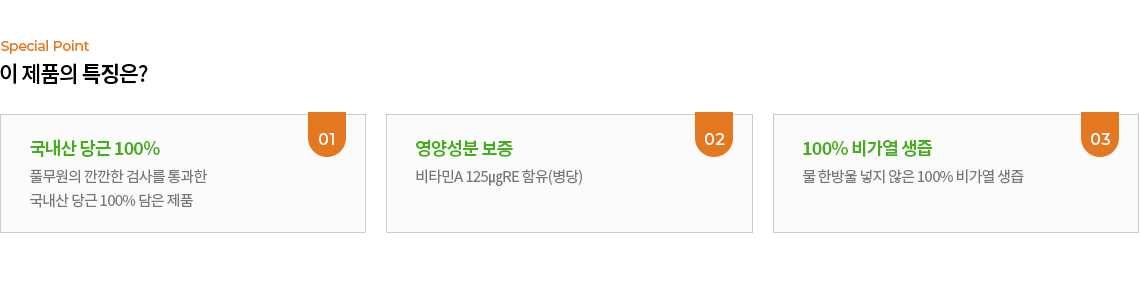 Special Point
이 제품의 특징은?
01
국내산 당근 100%
풀무원의 깐깐한 검사를 통과한
국내산 당근 100% 담은 제품
02
영양성분 보증
비타민A 125㎍RE 함유(병당)
03
100% 비가열 생즙
물 한방울 넣지 않은 100% 비가열 생즙